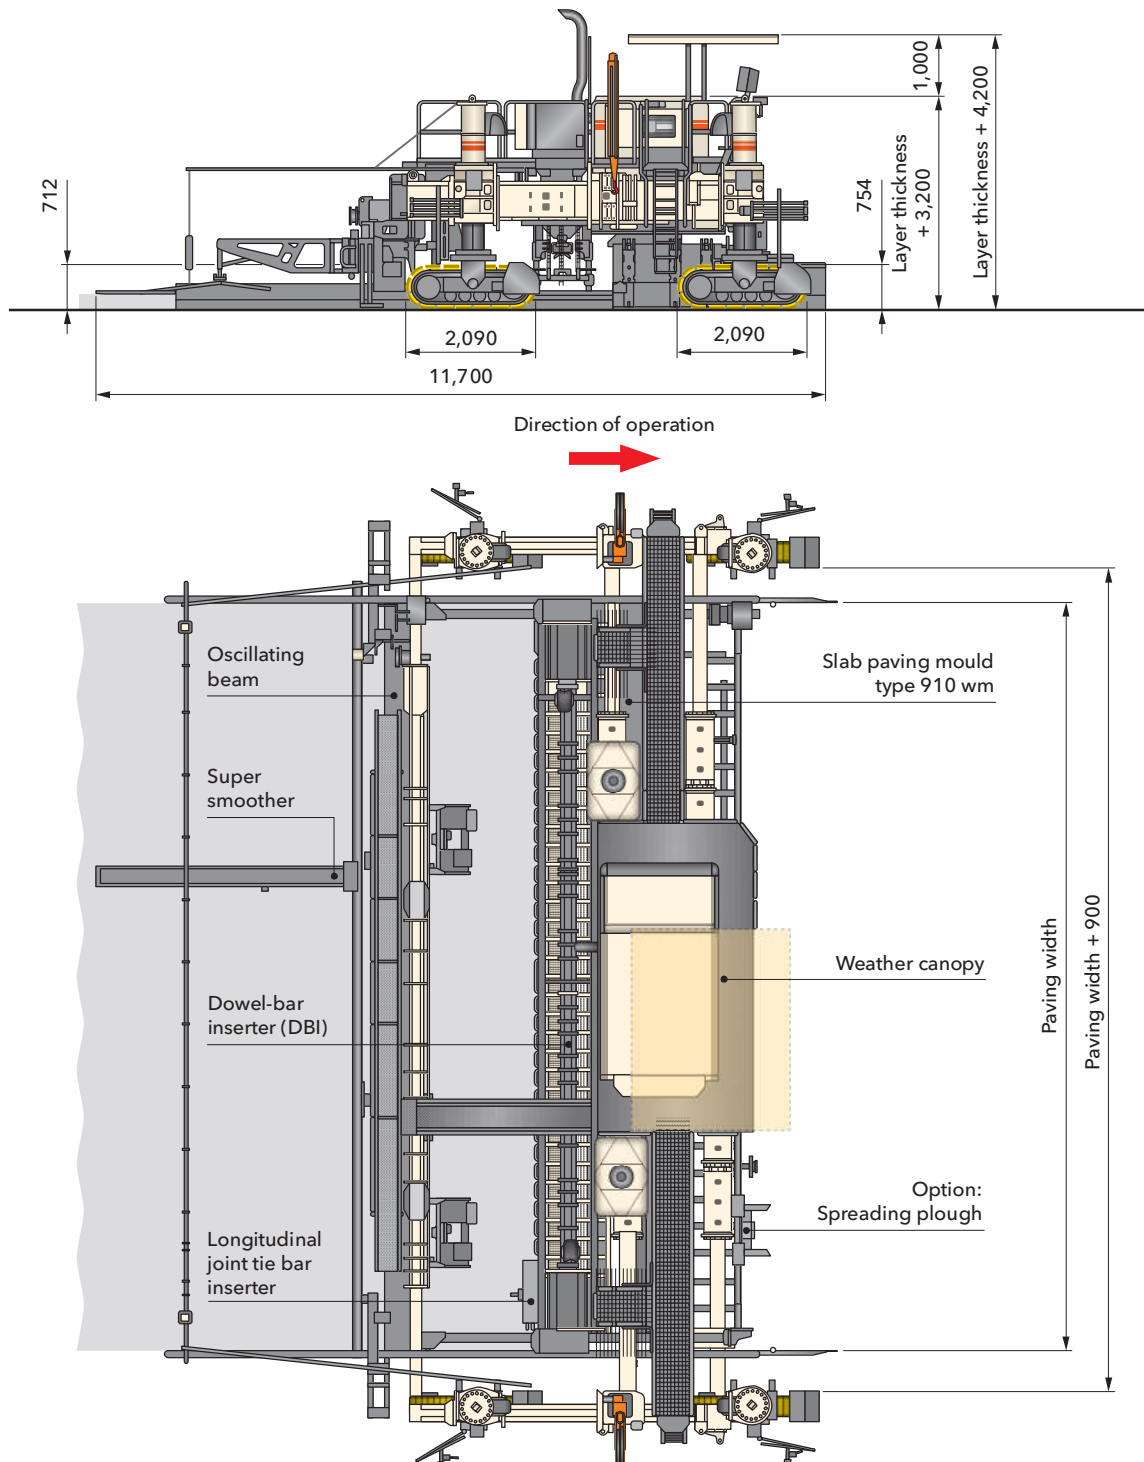 1,000
Layer thickness
+ 3,200
Layer thickness + 4,200
712
754
2,090
2,090
11,700
Direction of operation
Oscillating
beam
Slab paving mould
type 910 wm
Super
smoother
Paving width
Paving width + 900
Weather canopy
Dowel-bar
inserter (DBI)
Option:
Spreading plough
Longitudinal
joint tie bar
inserter